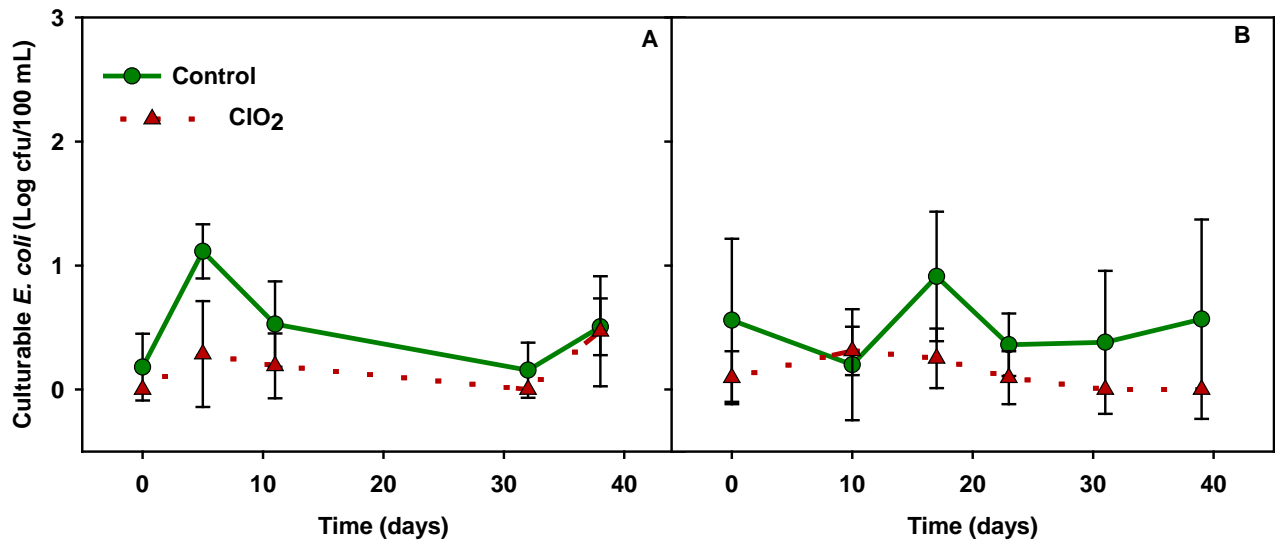 3
A
B
Control
ClO2
2
1
0
Culturable E. coli (Log cfu/100 mL)
0 10 20 30 40
0 10 20 30 40
Time (days)
Time (days)